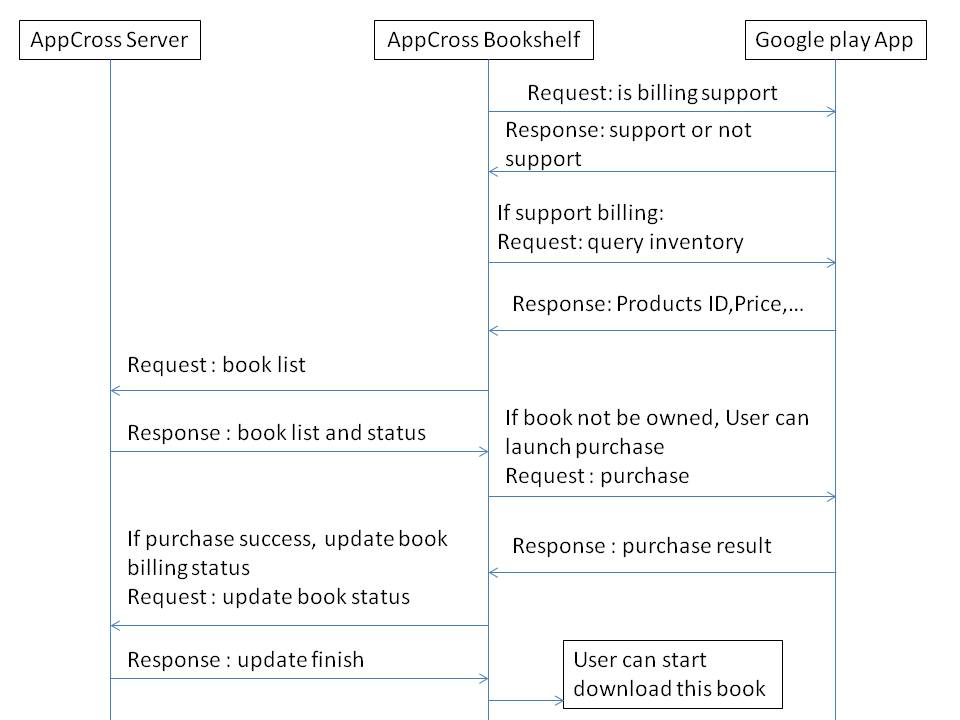 AppCross Server
AppCross Bookshelf
Google play App
Request: is billing support
Response: support or not
support
If support billing:
Request: query inventory
Response: Products ID,Price,...
Request : book list
Response : book list and status
If book not be owned, User can
launch purchase
Request : purchase
If purchase success, update book
billing status
Request : update book status
Response : purchase result
Response : update finish
User can start
download this book